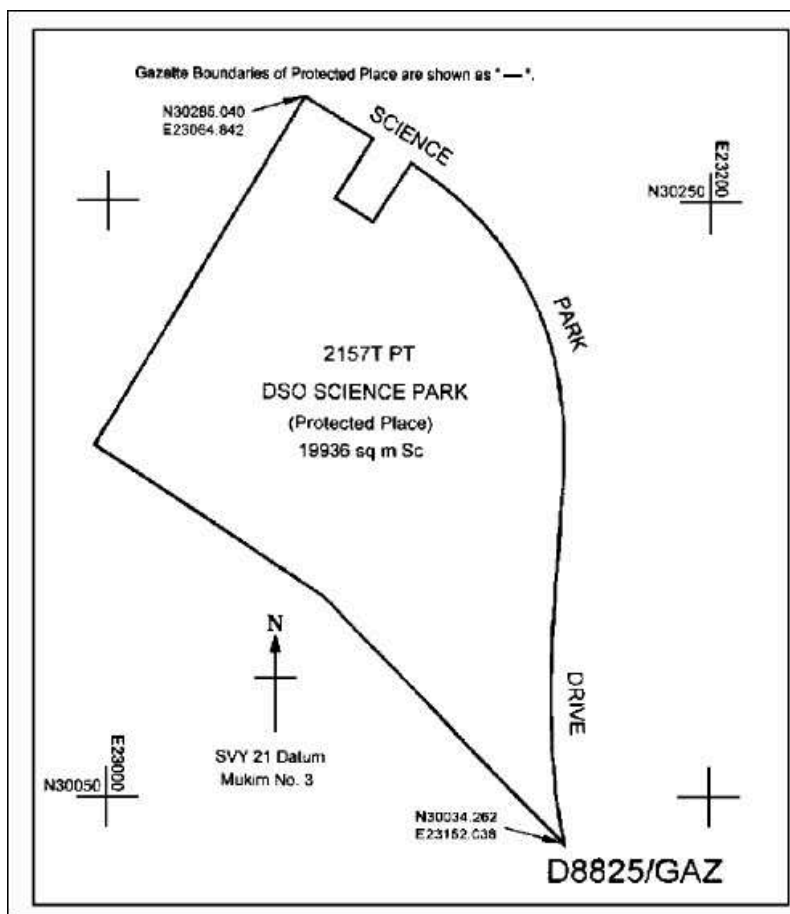 Gazette Boundaries of Protected Place are shown as " — ".
N30285.040
E23064.842
SCIENCE
E23200
N30250
PARK
2157T PT
DSO SCIENCE PARK
(Protected Place)
19936 sq m Sc
N
DRIVE
SVY 21 Datum
Mukim No. 3
E23000
N30050
N30034.262
E23152.038
D8825/GAZ